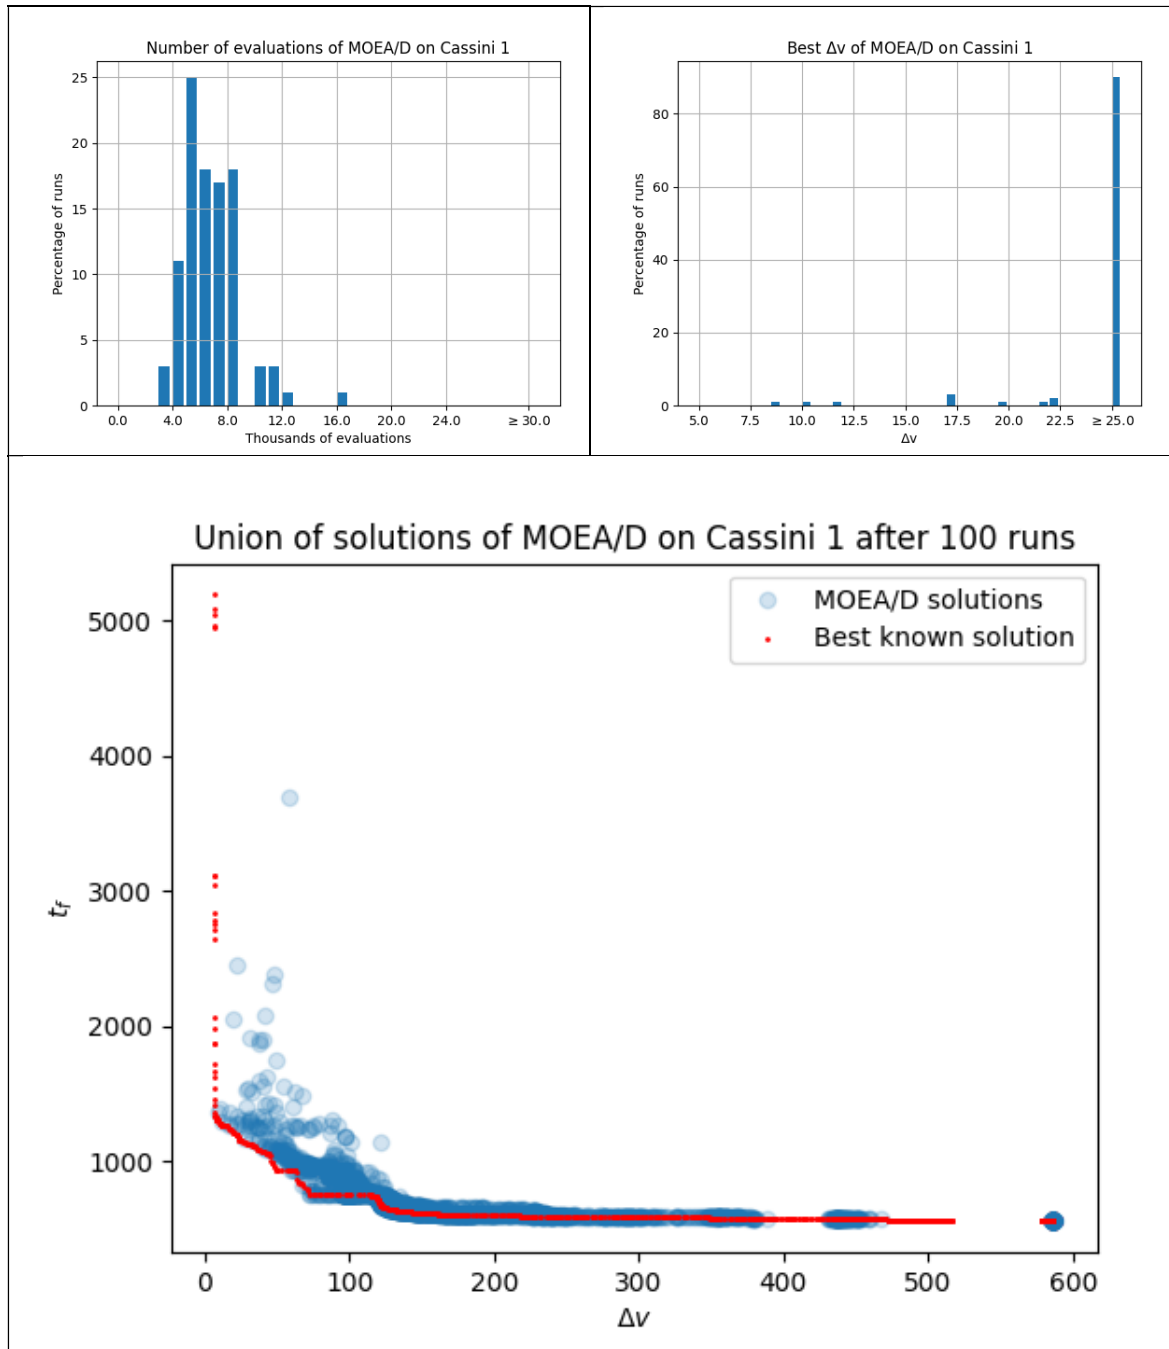 Number of evaluations of MOEA/D on Cassini 1
Percentage of runs
25
20
15
10
5
0
0.0 4.0 8.0 12.0 16.0 20.0 24.0 ≥ 30.0
Thousands of evaluations
Best Δv of MOEA/D on Cassini 1
Percentage of runs
80
60
40
20
0
5.0 7.5 10.0 12.5 15.0 17.5 20.0 22.5 ≥ 25.0
Δv
Union of solutions of MOEA/D on Cassini 1 after 100 runs
MOEA/D solutions
Best known solution
t_f
5000
4000
3000
2000
1000
0 100 200 300 400 500 600
Δv